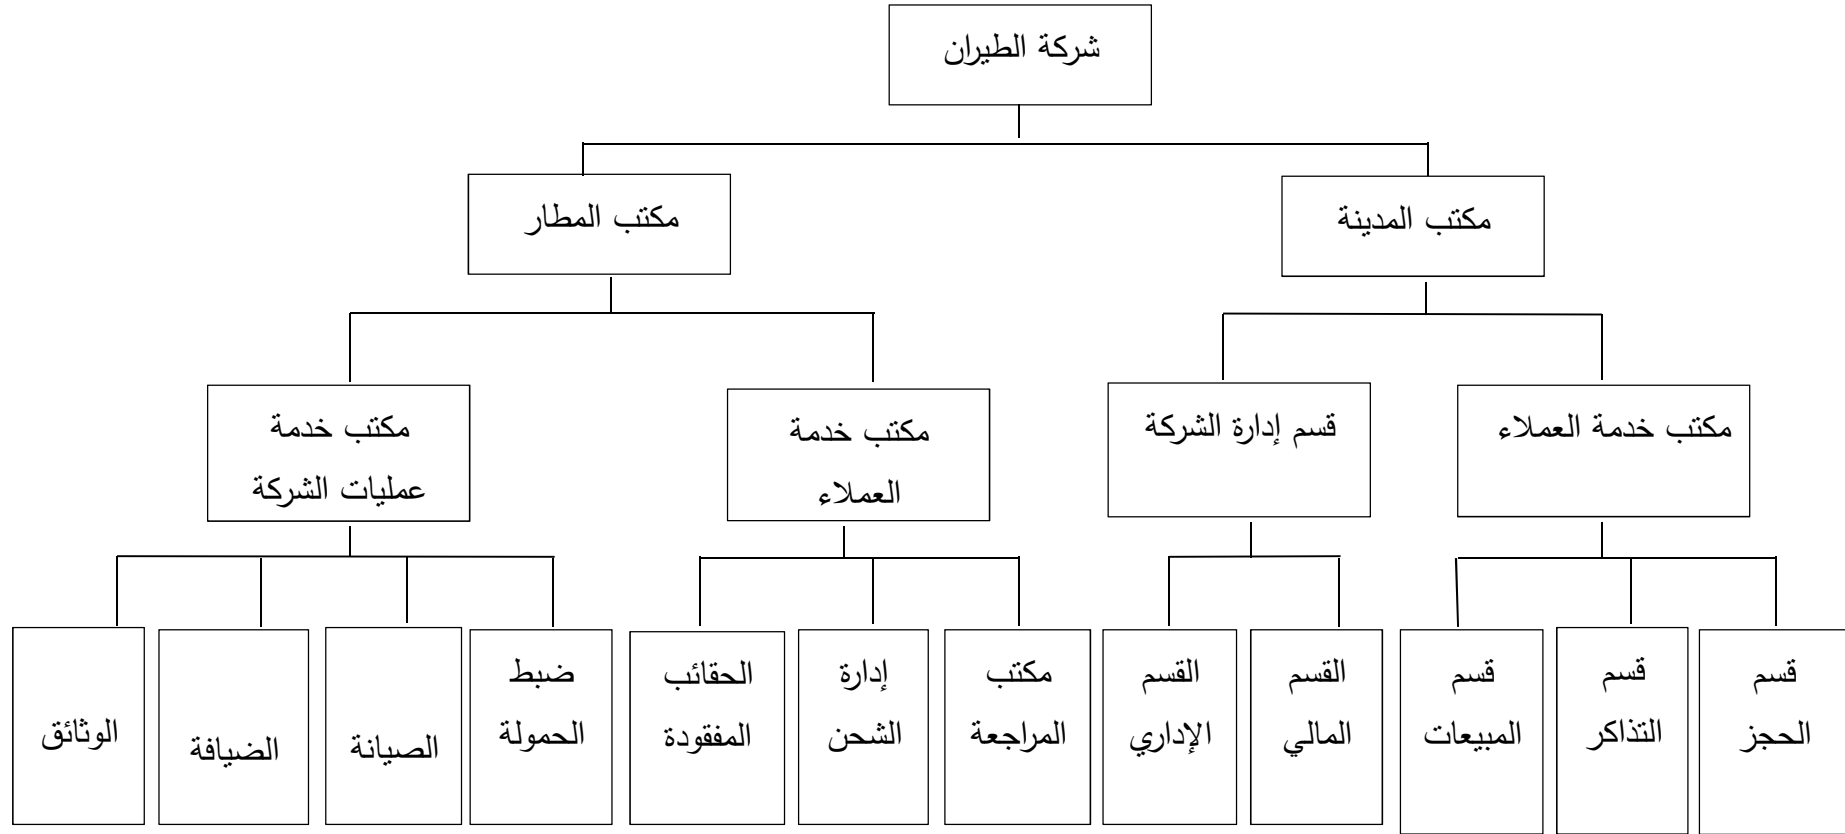 شركة الطيران
مكتب المدينة
مكتب المطار
مكتب خدمة العملاء
قسم إدارة الشركة
مكتب خدمة
العملاء
مكتب خدمة
عمليات الشركة
قسم
الحجز
قسم
التذاكر
قسم
المبيعات
القسم
المالي
القسم
الإداري
مكتب
المراجعة
إدارة
الشحن
الحقائب
المفقودة
ضبط
الحمولة
الصيانة
الضيافة
الوثائق